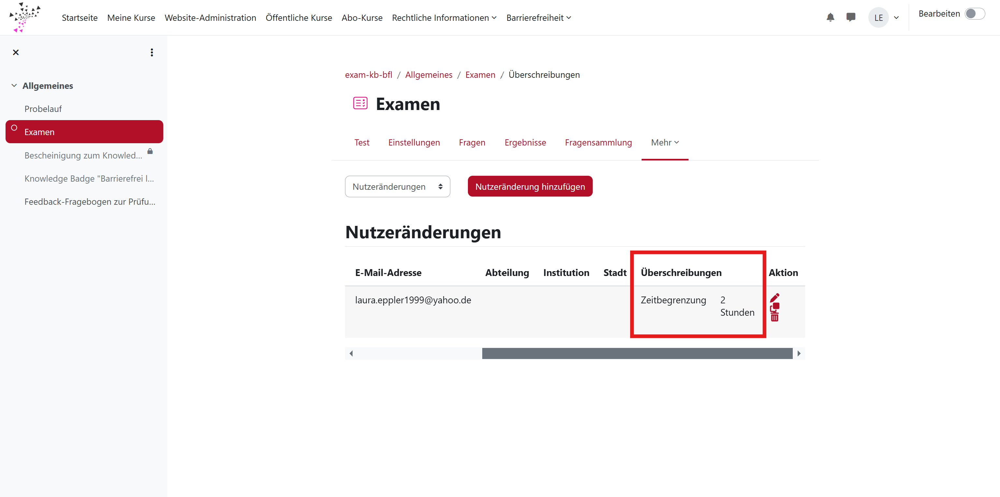 Startseite Meine Kurse Website-Administration Öffentliche Kurse Abo-Kurse Rechtliche Informationen Barrierefreiheit LE Bearbeiten
Allgemeines
Probelauf
Examen
Bescheinigung zum Knowled...
Knowledge Badge "Barrierefrei l...
Feedback-Fragebogen zur Prüfu...
exam-kb-bfl / Allgemeines / Examen / Überschreibungen
Examen
Test Einstellungen Fragen Ergebnisse Fragensammlung Mehr
Nutzeränderungen Nutzeränderung hinzufügen
Nutzeränderungen
E-Mail-Adresse Abteilung Institution Stadt Überschreibungen Aktion
laura.eppler1999@yahoo.de Zeitbegrenzung 2
Stunden